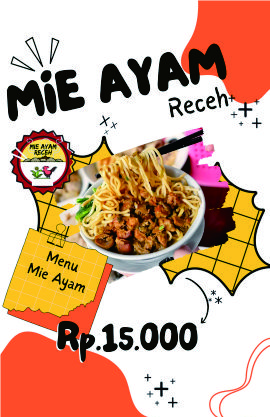 MiE AYAM
Receh
MIE AYAM
RECEH
Menu
Mie Ayam
Rp.15.000